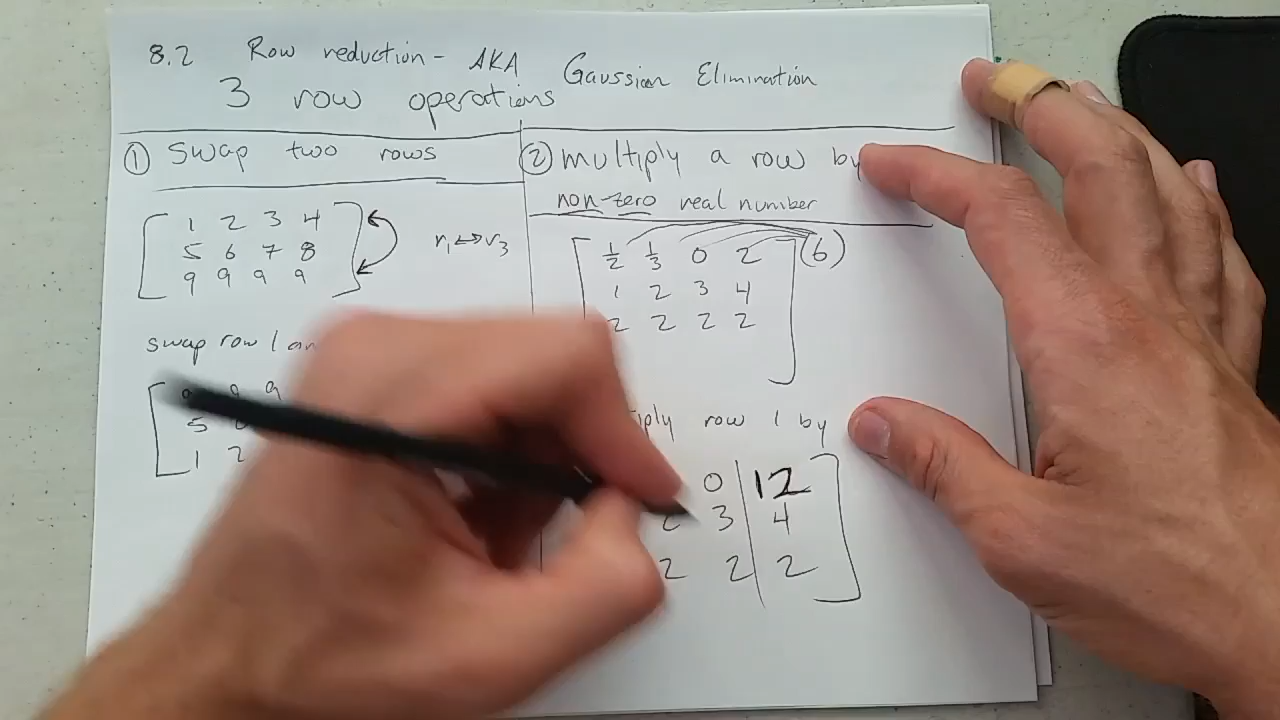 8.2 Row reduction - AKA Gaussian Elimination
3 row operations
① Swap two rows
1 2 3 4
5 6 7 8
9 9 9 9
r₁ ↔ r₃
swap row 1
9 9
5
1 2
② multiply a row by
non-zero real number
1/2 1/3 0 2 (6)
1 2 3 4
2 2 2 2
row 1 by
0 12
2 3 4
2 2 2